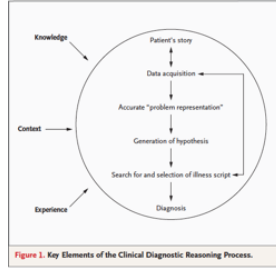 Knowledge
Patient's story
Data acquisition
Accurate "problem representation"
Context
Generation of hypothesis
Search for and selection of illness script
Experience
Diagnosis
Figure 1. Key Elements of the Clinical Diagnostic Reasoning Process.